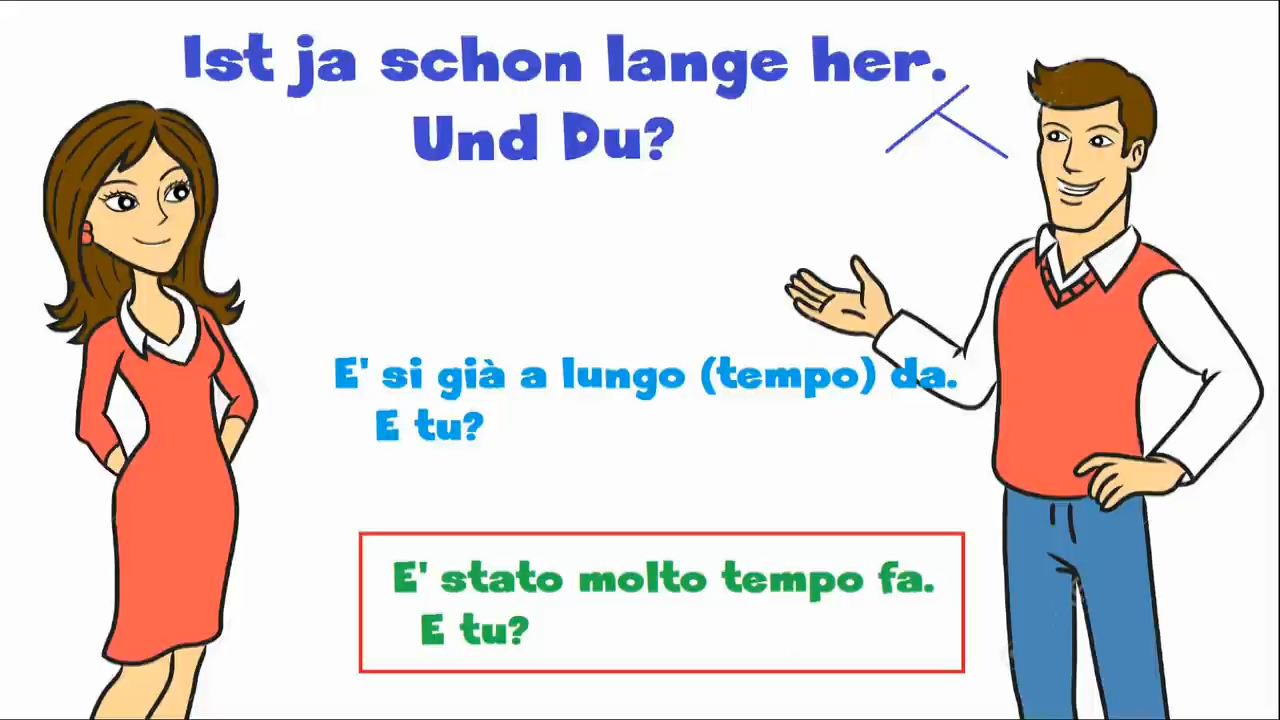 Ist ja schon lange her.
Und Du?
E' si già a lungo (tempo) da.
E tu?
E' stato molto tempo fa.
E tu?